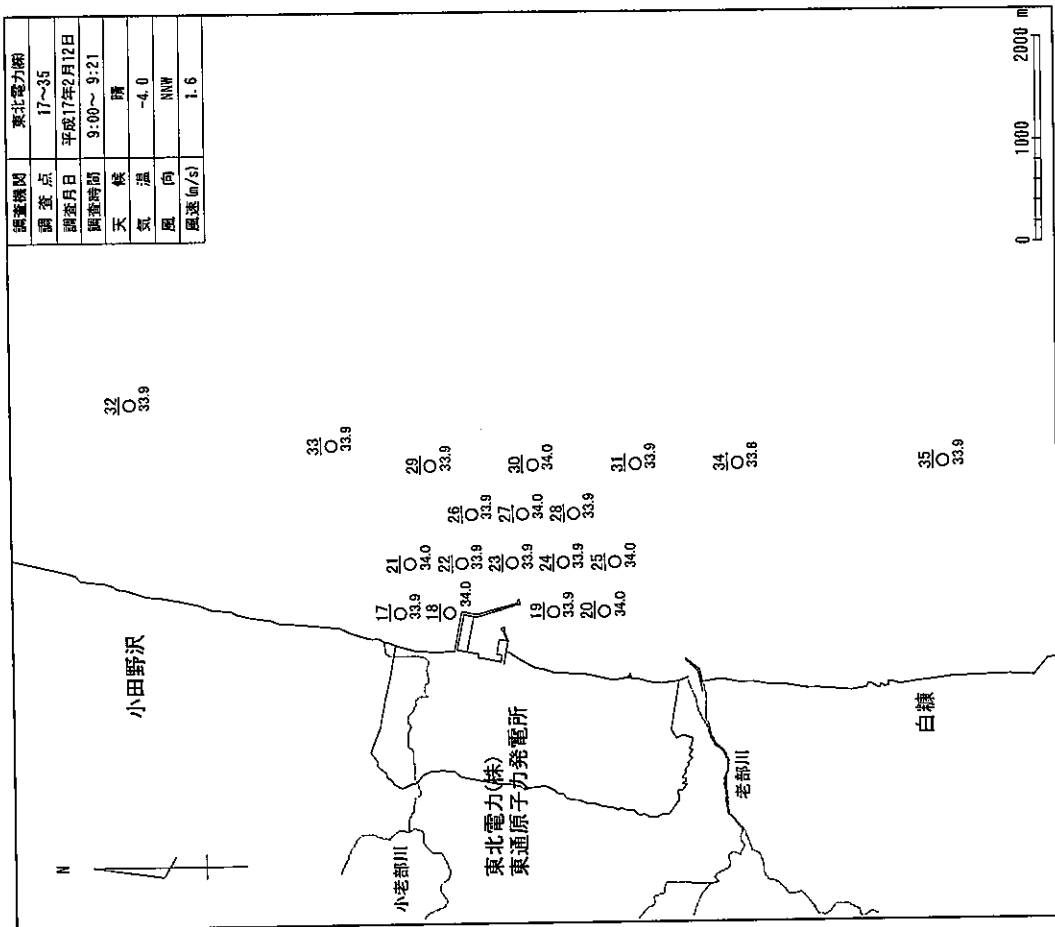 調査機関 東北電力㈱
調査点 17～35
調査月日 平成17年2月12日
調査時間 9:00～ 9:21
天候 晴
気温 -4.0
風向 NNW
風速(m/s) 1.6
N
小田野沢
小老部川
東北電力(株)
東通原子力発電所
老部川
白糠
32
33.9
33
33.9
29
33.9
30
34.0
31
33.9
34
33.8
35
33.9
26
33.9
27
34.0
28
33.9
21
34.0
22
33.9
23
33.9
24
33.9
25
34.0
17
33.9
18
34.0
19
33.9
20
34.0
0 1000 2000 m